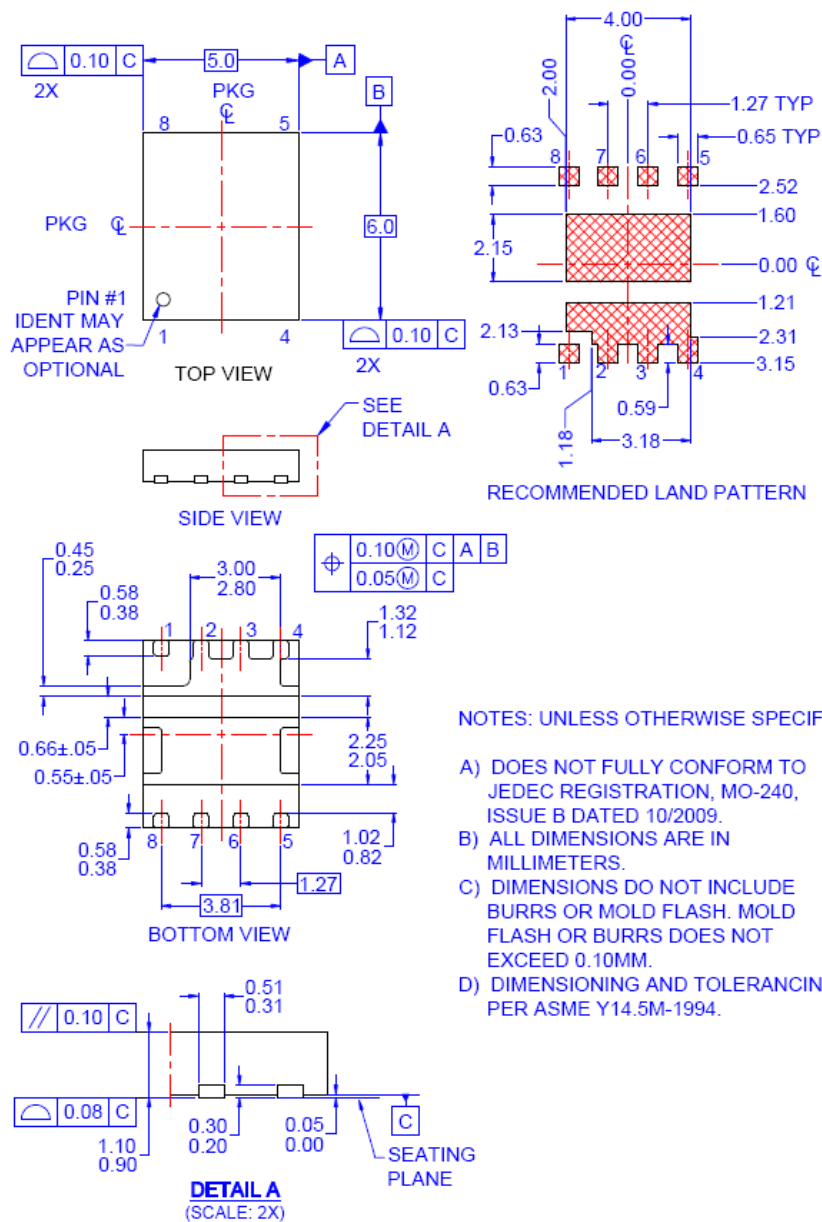 0.10 C
2X
5.0
A
PKG
℄
B
8 5
PKG ℄
6.0
PIN #1
IDENT MAY
APPEAR AS
OPTIONAL
1 4
0.10 C
2X
TOP VIEW
4.00
℄
0.00
2.00
1.27 TYP
0.65 TYP
0.63
8 7 6 5
2.52
1.60
2.15
0.00 ℄
1.21
2.13
2.31
3.15
1 2 3 4
0.63
0.59
1.18
3.18
RECOMMENDED LAND PATTERN
SEE
DETAIL A
SIDE VIEW
0.10Ⓜ C A B
0.05Ⓜ C
0.45
0.25
3.00
2.80
0.58
0.38
1.32
1.12
1 2 3 4
0.66±.05
0.55±.05
2.25
2.05
0.58
0.38
8 7 6 5
1.02
0.82
1.27
3.81
BOTTOM VIEW
NOTES: UNLESS OTHERWISE SPECIF
A) DOES NOT FULLY CONFORM TO
JEDEC REGISTRATION, MO-240,
ISSUE B DATED 10/2009.
B) ALL DIMENSIONS ARE IN
MILLIMETERS.
C) DIMENSIONS DO NOT INCLUDE
BURRS OR MOLD FLASH. MOLD
FLASH OR BURRS DOES NOT
EXCEED 0.10MM.
D) DIMENSIONING AND TOLERANCIN
PER ASME Y14.5M-1994.
// 0.10 C
0.51
0.31
0.08 C
1.10
0.90
0.30
0.20
0.05
0.00
C
SEATING
PLANE
DETAIL A
(SCALE: 2X)